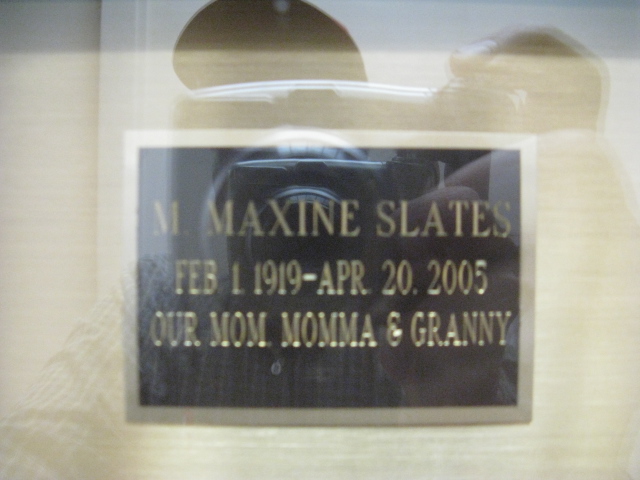 M. MAXINE SLATES
FEB. 1. 1919-APR. 20. 2005
OUR MOM, MOMMA & GRANNY